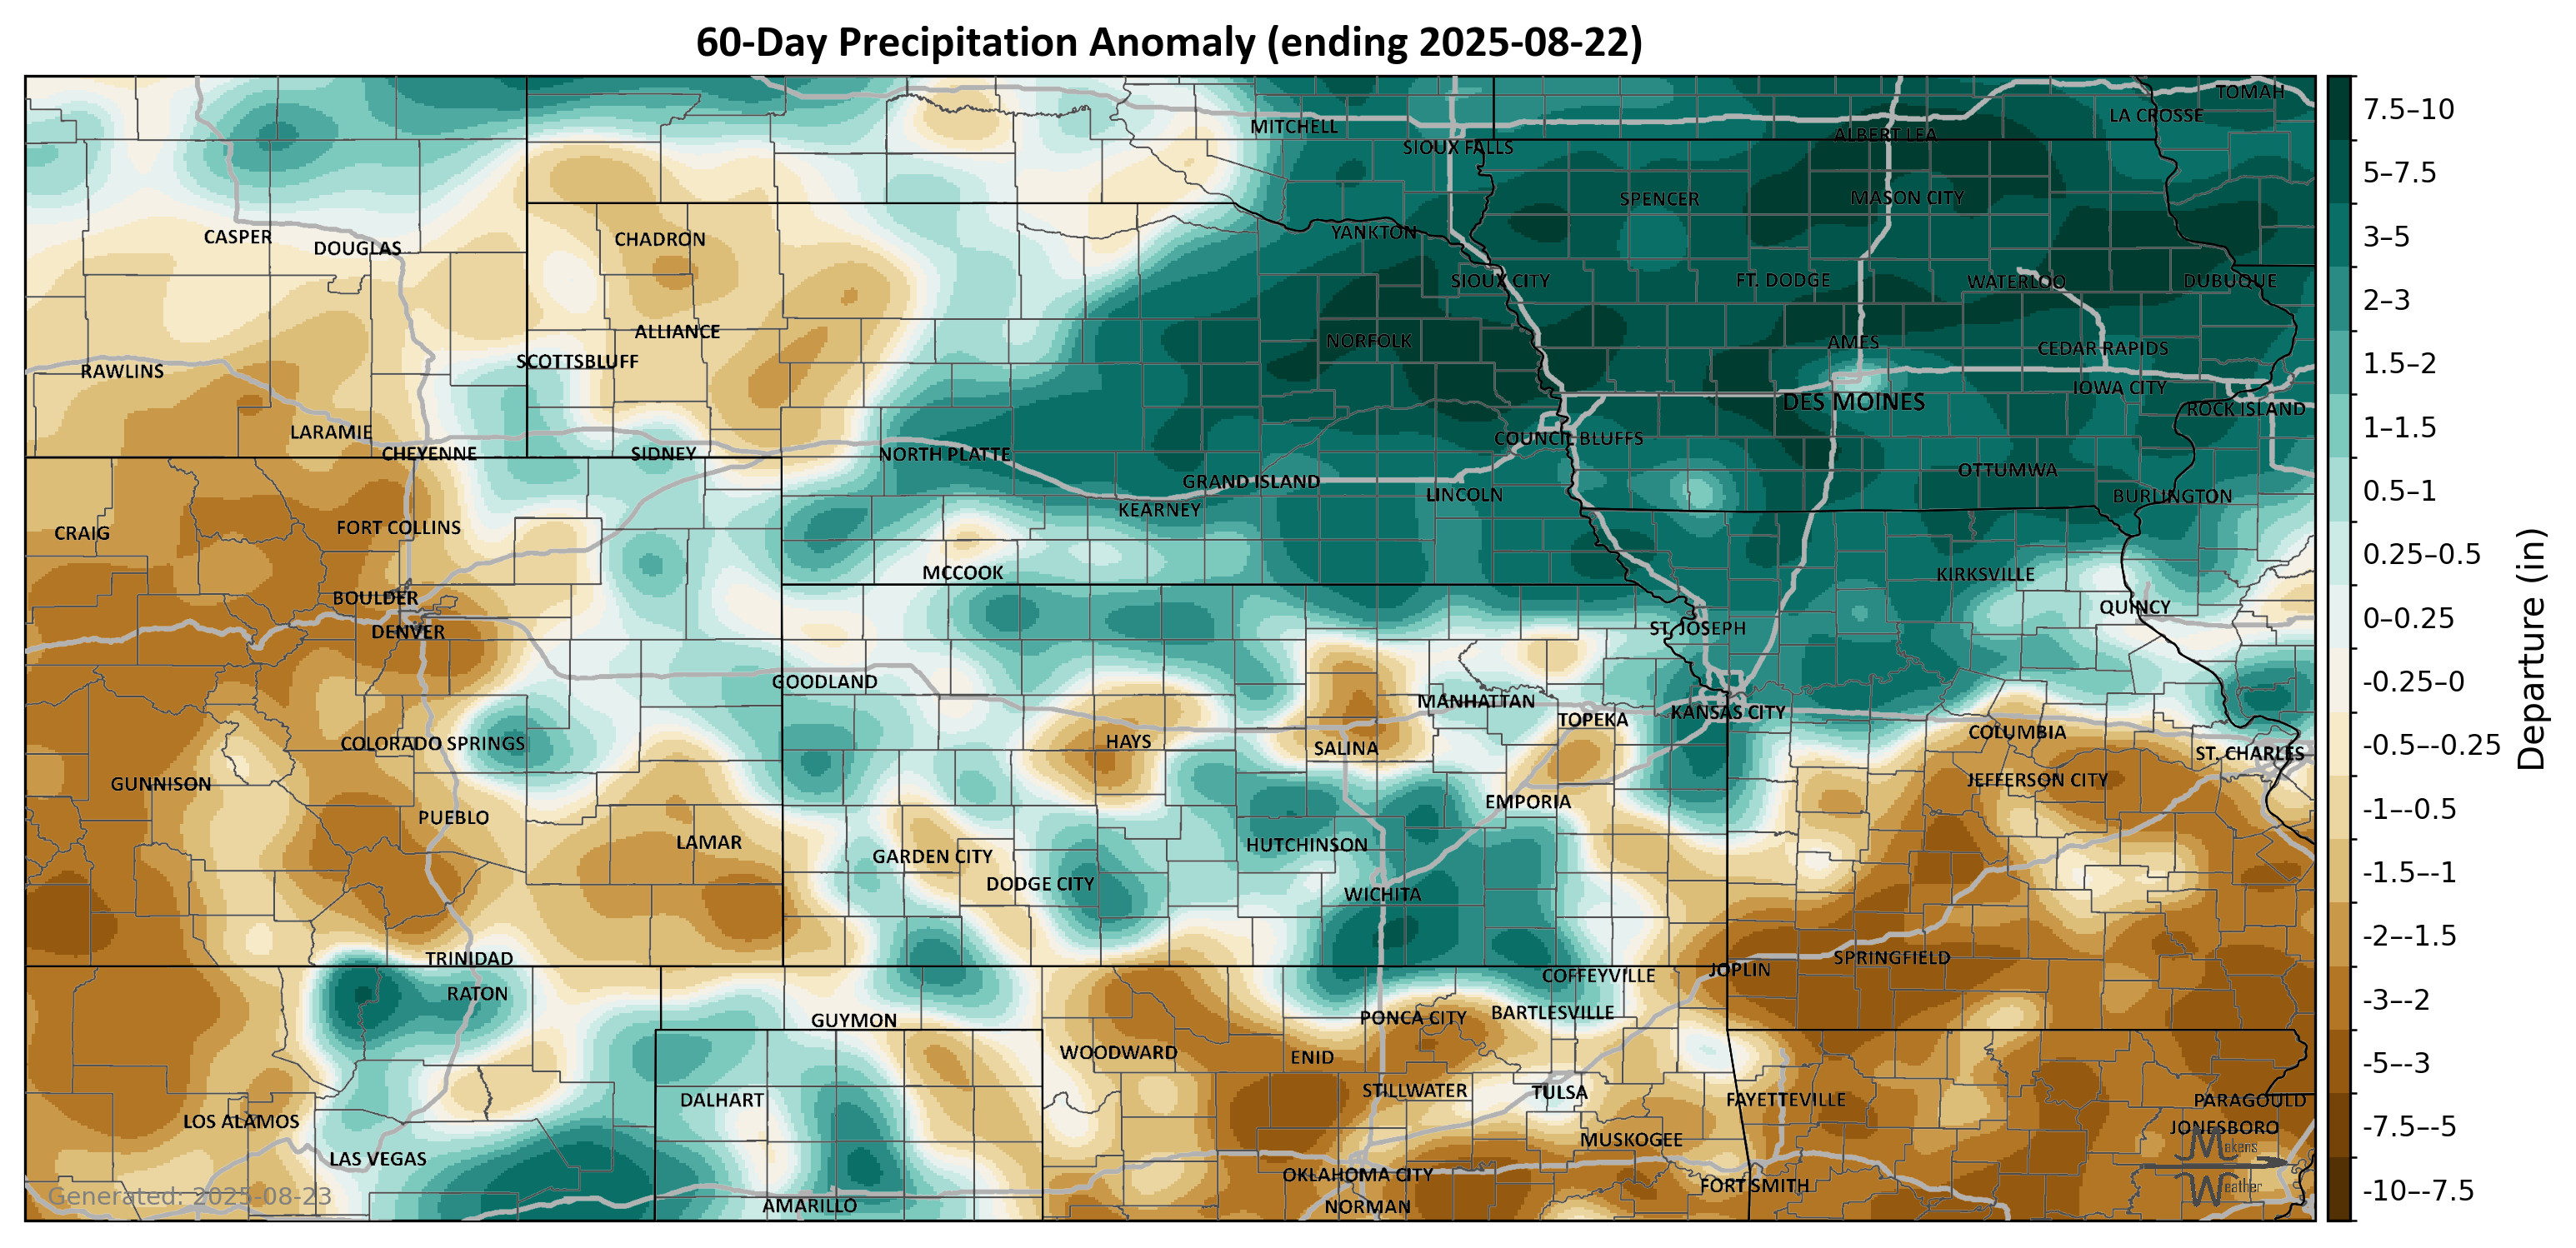 60-Day Precipitation Anomaly (ending 2025-08-22)
TOMAH
LA CROSSE
MITCHELL
ALBERT LEA
SIOUX FALLS
SPENCER
MASON CITY
YANKTON
CASPER
CHADRON
DOUGLAS
SIOUX CITY
FT. DODGE
WATERLOO
DUBUQUE
ALLIANCE
NORFOLK
AMES
CEDAR RAPIDS
SCOTTSBLUFF
RAWLINS
IOWA CITY
DES MOINES
ROCK ISLAND
LARAMIE
COUNCIL BLUFFS
CHEYENNE
SIDNEY
NORTH PLATTE
OTTUMWA
GRAND ISLAND
LINCOLN
BURLINGTON
KEARNEY
CRAIG
FORT COLLINS
MCCOOK
KIRKSVILLE
BOULDER
QUINCY
DENVER
ST. JOSEPH
GOODLAND
MANHATTAN
KANSAS CITY
TOPEKA
COLUMBIA
COLORADO SPRINGS
HAYS
SALINA
ST. CHARLES
GUNNISON
JEFFERSON CITY
EMPORIA
PUEBLO
LAMAR
HUTCHINSON
GARDEN CITY
DODGE CITY
WICHITA
TRINIDAD
SPRINGFIELD
JOPLIN
COFFEYVILLE
RATON
BARTLESVILLE
GUYMON
PONCA CITY
WOODWARD
ENID
STILLWATER
TULSA
DALHART
FAYETTEVILLE
PARAGOULD
LOS ALAMOS
JONESBORO
MUSKOGEE
LAS VEGAS
OKLAHOMA CITY
FORT SMITH
AMARILLO
NORMAN
Generated: 2025-08-23
Makens
Weather
7.5–10
5–7.5
3–5
2–3
1.5–2
1–1.5
0.5–1
0.25–0.5
0–0.25
-0.25–0
-0.5–-0.25
-1–-0.5
-1.5–-1
-2–-1.5
-3–-2
-5–-3
-7.5–-5
-10–-7.5
Departure (in)